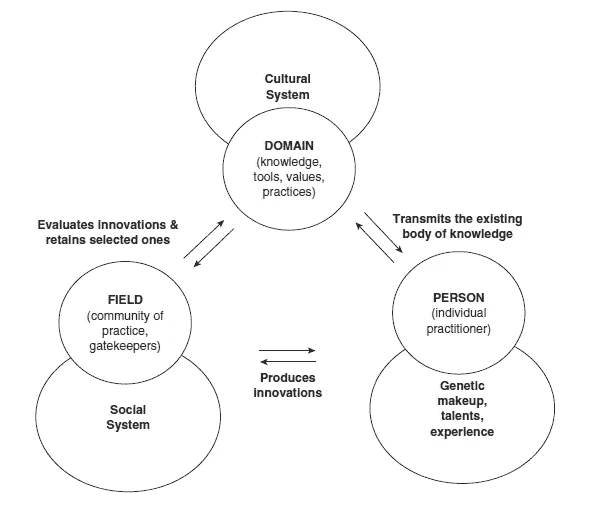 Cultural
System
DOMAIN
(knowledge,
tools, values,
practices)
Evaluates innovations &
retains selected ones
Transmits the existing
body of knowledge
FIELD
(community of
practice,
gatekeepers)
PERSON
(individual
practitioner)
Produces
innovations
Social
System
Genetic
makeup,
talents,
experience